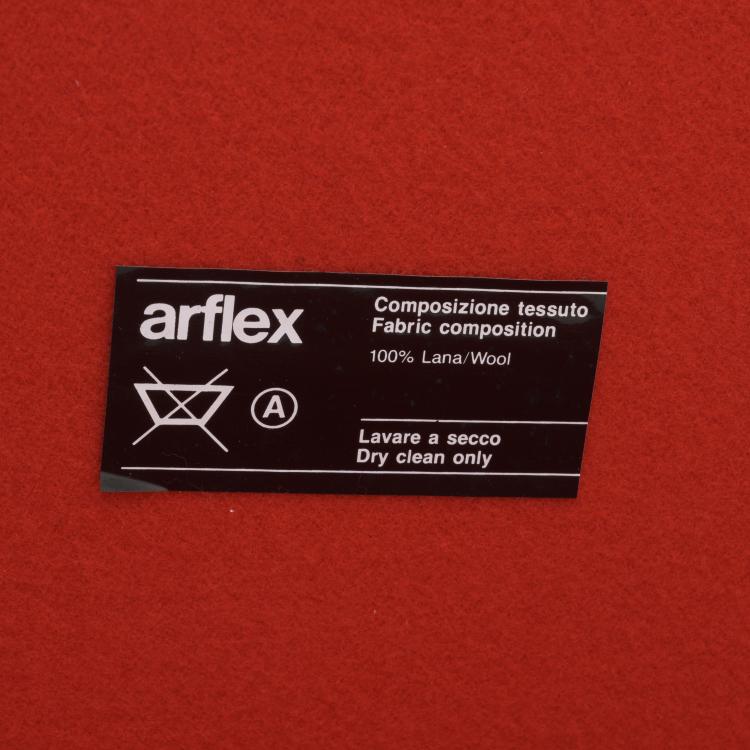 arflex
Composizione tessuto
Fabric composition
100% Lana/Wool
A
Lavare a secco
Dry clean only